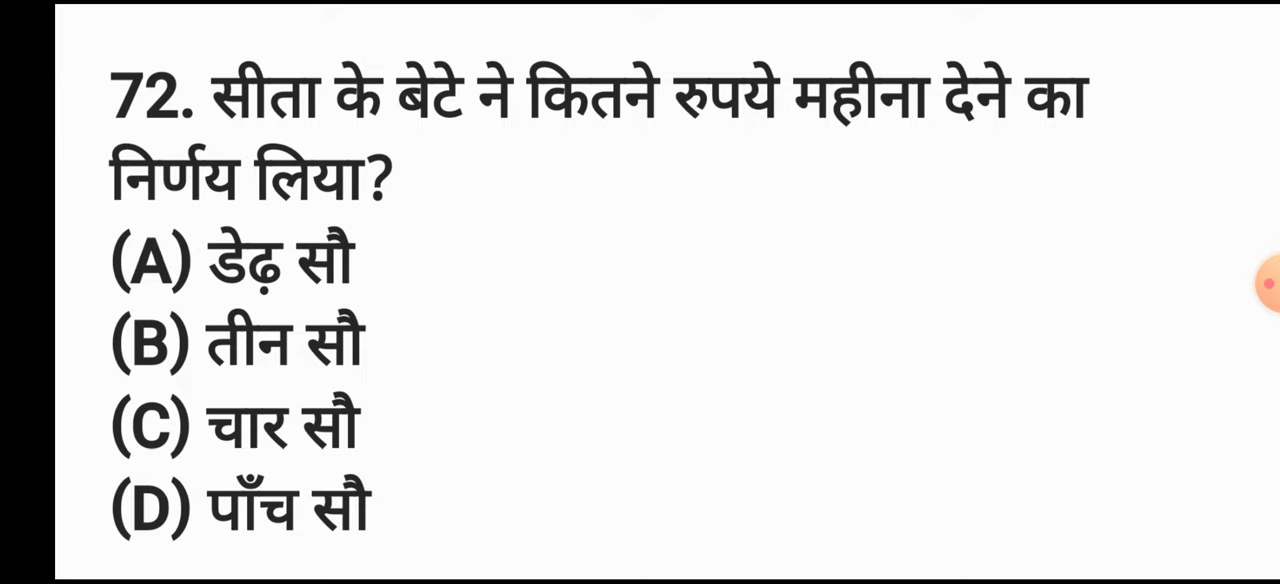 72. सीता के बेटे ने कितने रुपये महीना देने का
निर्णय लिया?
(A) डेढ़ सौ
(B) तीन सौ
(C) चार सौ
(D) पाँच सौ